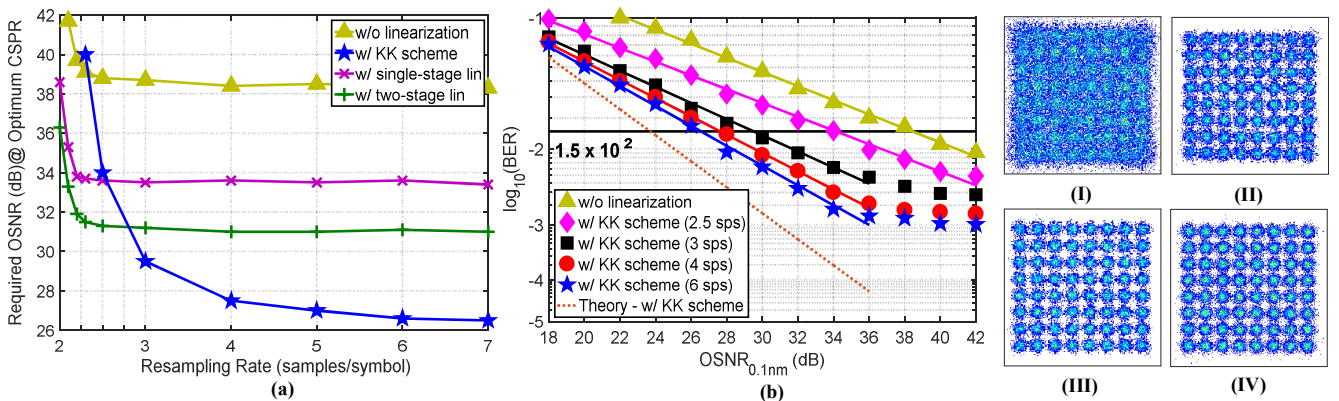 Required OSNR (dB)@ Optimum CSPR
42
40
38
36
34
32
30
28
26
2
3
4
5
6
7
Resampling Rate (samples/symbol)
w/o linearization
w/ KK scheme
w/ single-stage lin
w/ two-stage lin
(a)
log10(BER)
-1
-2
-3
-4
-5
1.5 x 10 2
w/o linearization
w/ KK scheme (2.5 sps)
w/ KK scheme (3 sps)
w/ KK scheme (4 sps)
w/ KK scheme (6 sps)
Theory - w/ KK scheme
18 20 22 24 26 28 30 32 34 36 38 40 42
OSNR0.1nm (dB)
(b)
(I)
(II)
(III)
(IV)